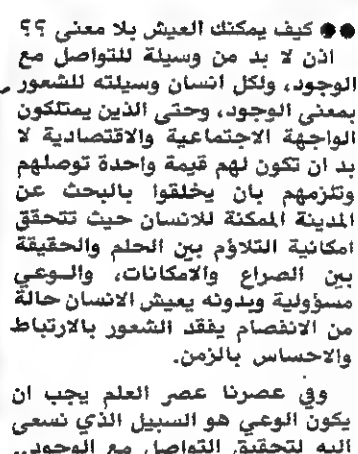 ●● كيف يمكنك العيش بلا معنى ؟؟
اذن لا بد من وسيلة للتواصل مع
الوجود، ولكل انسان وسيلته للشعور
بمعنى الوجود، وحتى الذين يمتلكون
الواجهة الاجتماعية والاقتصادية لا
بد ان تكون لهم قيمة واحدة توصلهم
وتلزمهم بان يخلقوا بالبحث عن
المدينة الممكنة للانسان حيث تتحقق
امكانية التلاؤم بين الحلم والحقيقة
بين الصراع والامكانات، والوعي
مسؤولية وبدونه يعيش الانسان حالة
من الانفصام يفقد الشعور بالارتباط
والاحساس بالزمن.
وفي عصرنا عصر العلم يجب ان
يكون الوعي هو السبيل الذي نسعى
اليه لتحقيق التواصل مع الوجود..